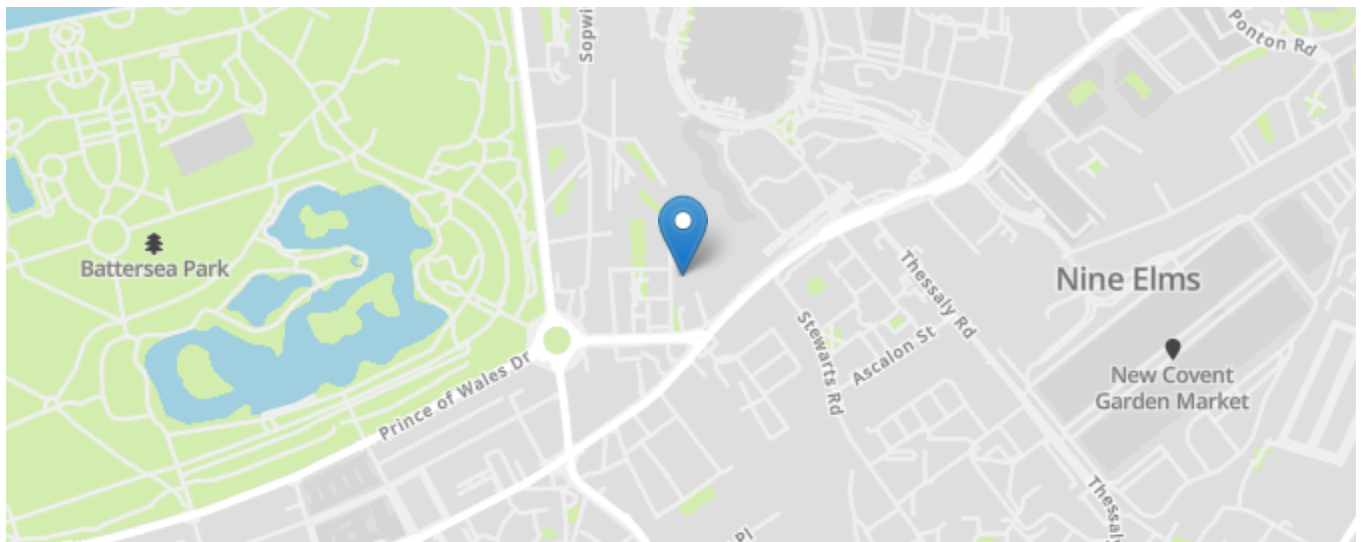 Sopwi
Ponton Rd
Battersea Park
Thessaly Rd
Nine Elms
Stewarts Rd
Ascalon St
New Covent
Garden Market
Prince of Wales Dr
Thessaly
Pl